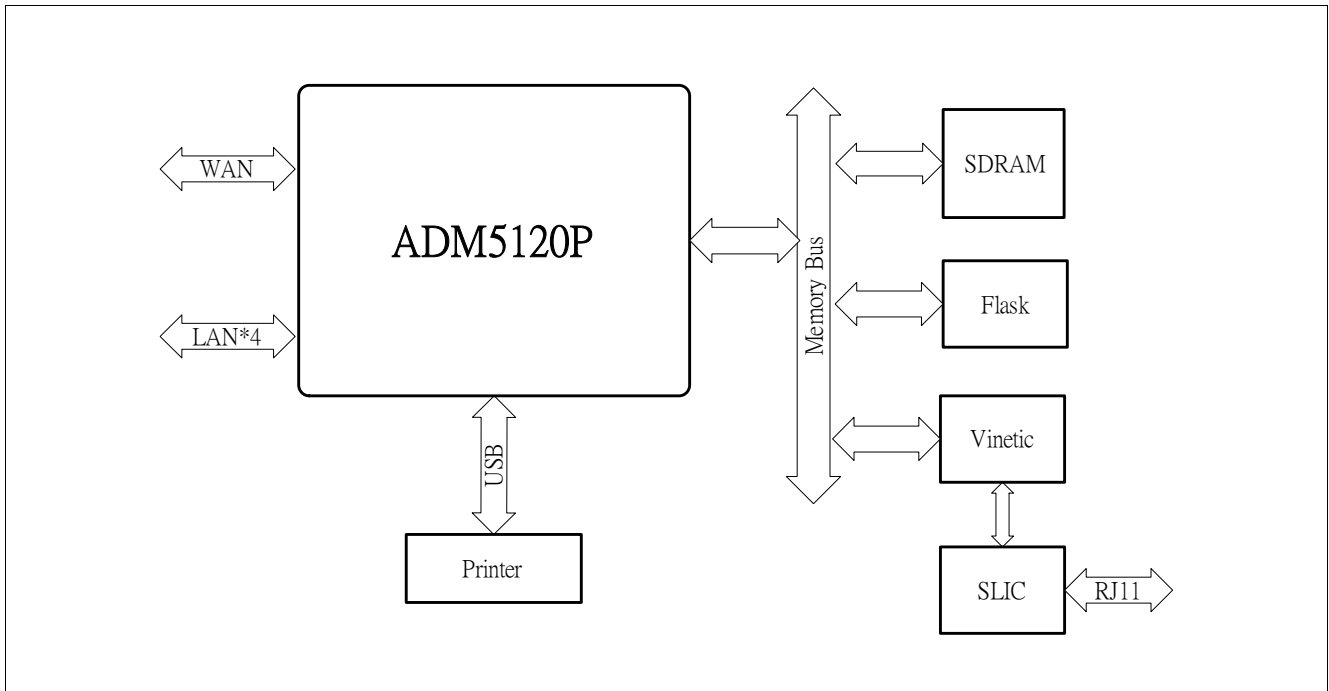 WAN
SDRAM
ADM5120P
Memory Bus
Flask
LAN*4
Vinetic
USB
Printer
SLIC
RJ11